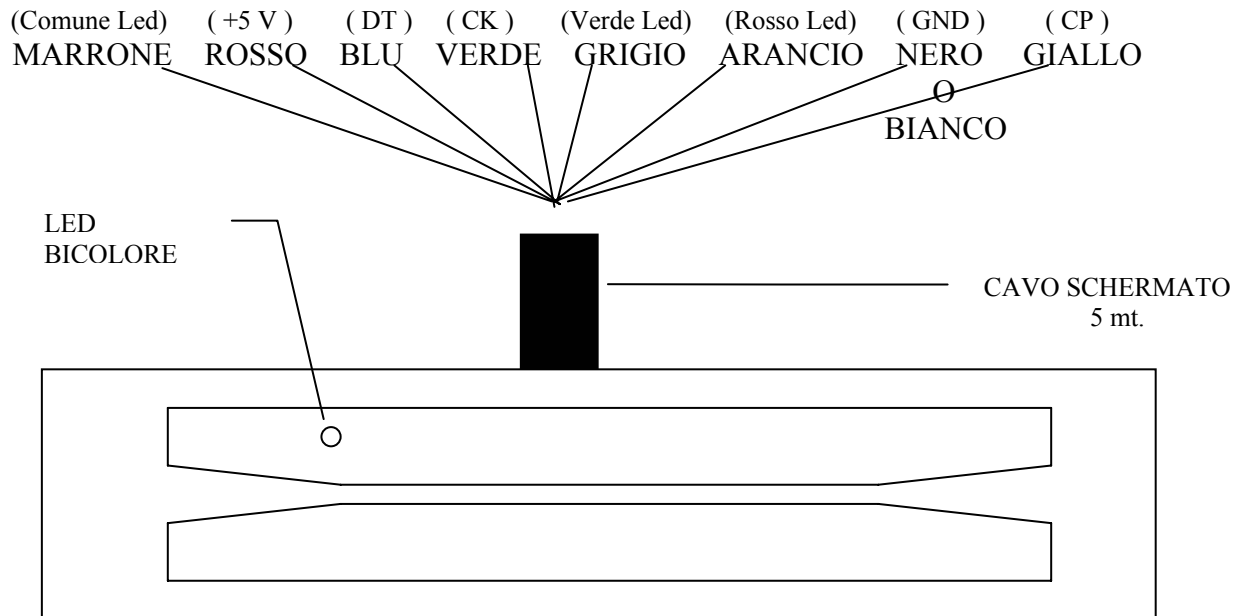 (Comune Led) ( +5 V ) ( DT ) ( CK ) (Verde Led) (Rosso Led) ( GND ) ( CP )
MARRONE ROSSO BLU VERDE GRIGIO ARANCIO NERO GIALLO
O
BIANCO
LED
BICOLORE
CAVO SCHERMATO
5 mt.